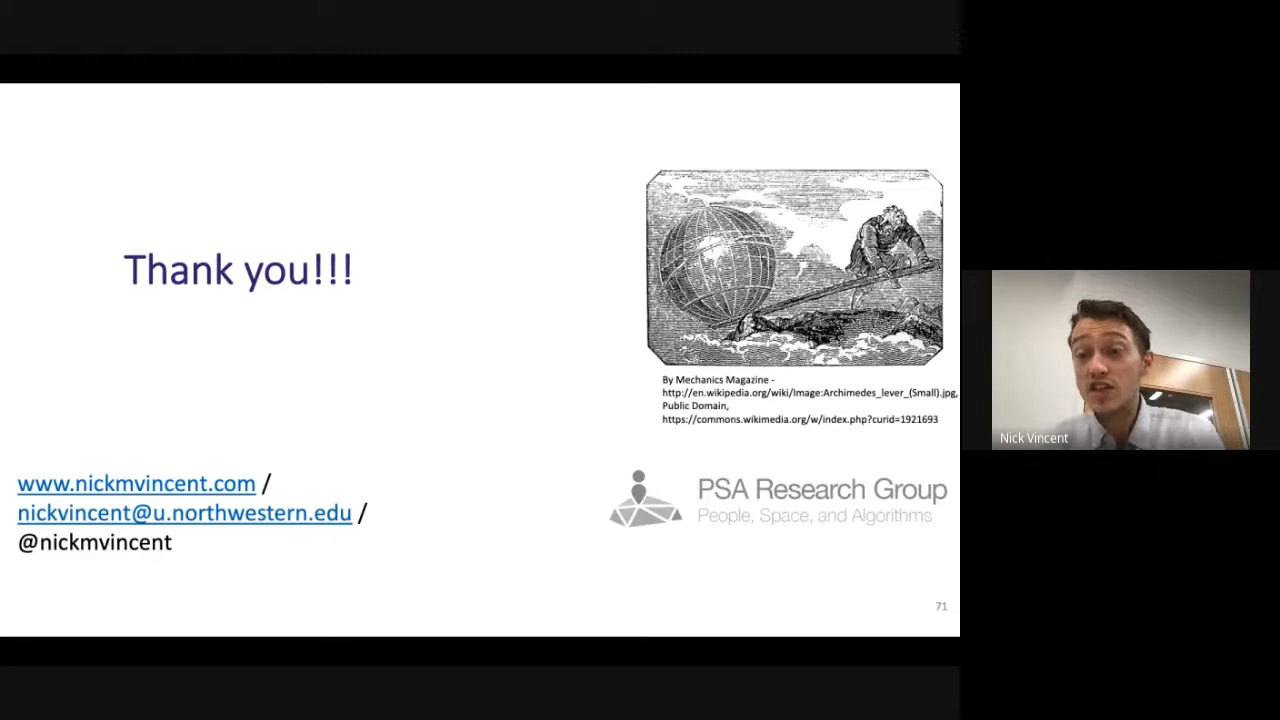 Thank you!!!
By Mechanics Magazine -
http://en.wikipedia.org/wiki/Image:Archimedes_lever_(Small).jpg,
Public Domain,
https://commons.wikimedia.org/w/index.php?curid=1921693
www.nickmvincent.com /
nickvincent@u.northwestern.edu /
@nickmvincent
PSA Research Group
People, Space, and Algorithms
71
Nick Vincent